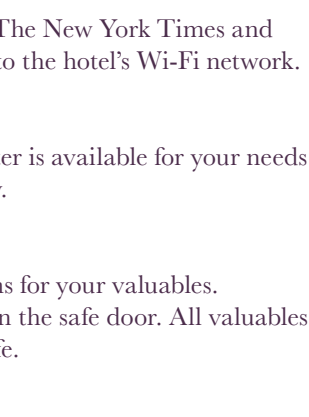 The New York Times and
to the hotel’s Wi-Fi network.
er is available for your needs
.
s for your valuables.
n the safe door. All valuables
fe.